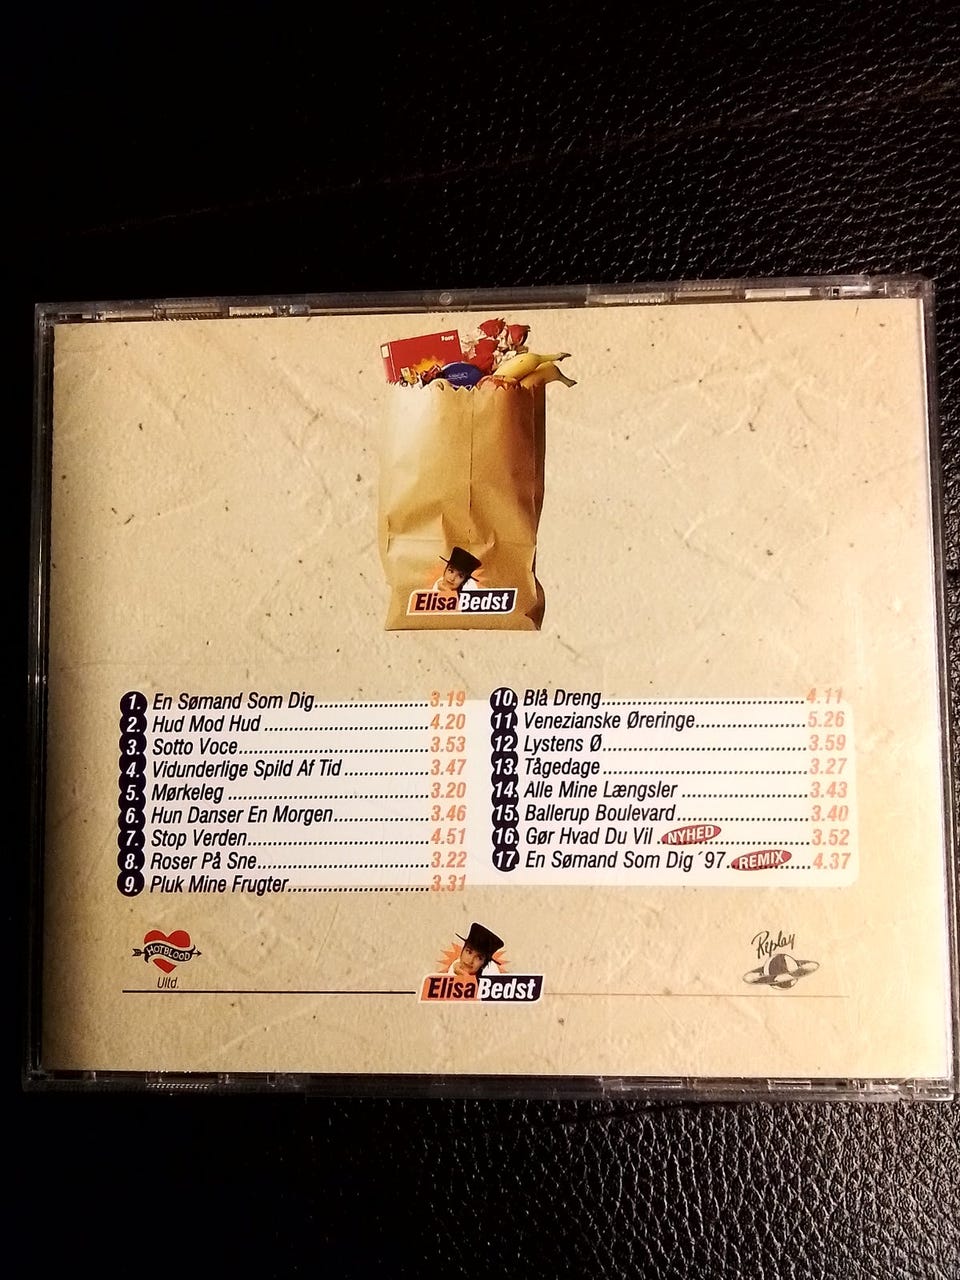 Elisa Bedst
1. En Sømand Som Dig..........................3.19
2. Hud Mod Hud..........................4.20
3. Sotto Voce..........................3.53
4. Vidunderlige Spild Af Tid..........................3.47
5. Mørkeleg..........................3.20
6. Hun Danser En Morgen..........................3.46
7. Stop Verden..........................4.51
8. Roser På Sne..........................3.22
9. Pluk Mine Frugter..........................3.31
10. Blå Dreng..........................4.11
11. Venezianske Øreringe..........................5.26
12. Lystens Ø..........................3.59
13. Tågedage..........................3.27
14. Alle Mine Længsler..........................3.43
15. Ballerup Boulevard..........................3.40
16. Gør Hvad Du Vil. NYHED..........................3.52
17. En Sømand Som Dig ´97. REMIX..........................4.37
HOTBLOOD
Ultd.
Elisa Bedst
Replay